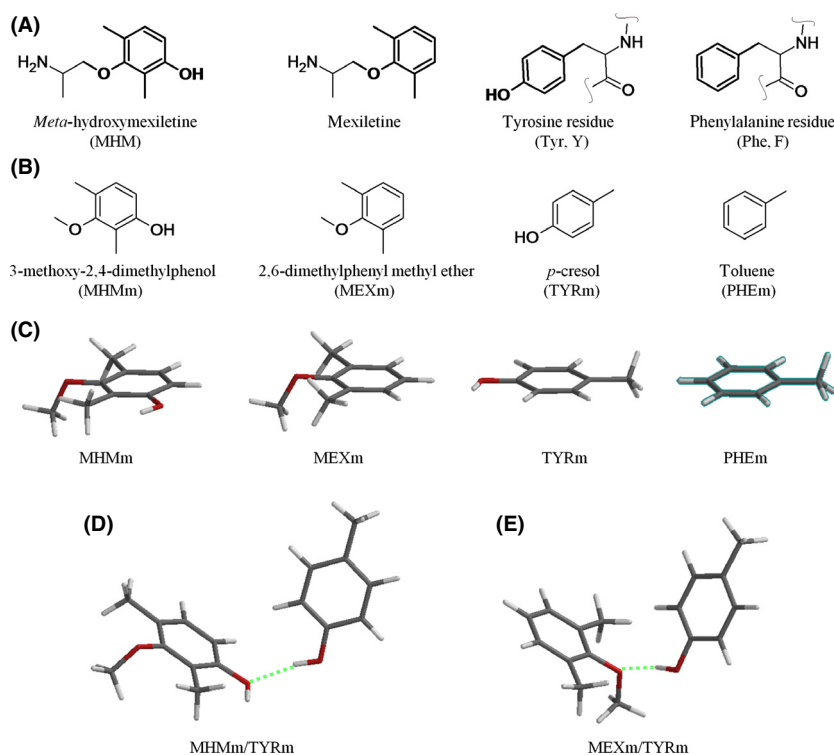 (A)
H₂N
O
OH
H₂N
O
HO
N
H
O
N
H
O
Meta-hydroxymexiletine
(MHM)
Mexiletine
Tyrosine residue
(Tyr, Y)
Phenylalanine residue
(Phe, F)
(B)
O
OH
O
HO
3-methoxy-2,4-dimethylphenol
(MHMm)
2,6-dimethylphenyl methyl ether
(MEXm)
p-cresol
(TYRm)
Toluene
(PHEm)
(C)
MHMm
MEXm
TYRm
PHEm
(D)
(E)
MHMm/TYRm
MEXm/TYRm